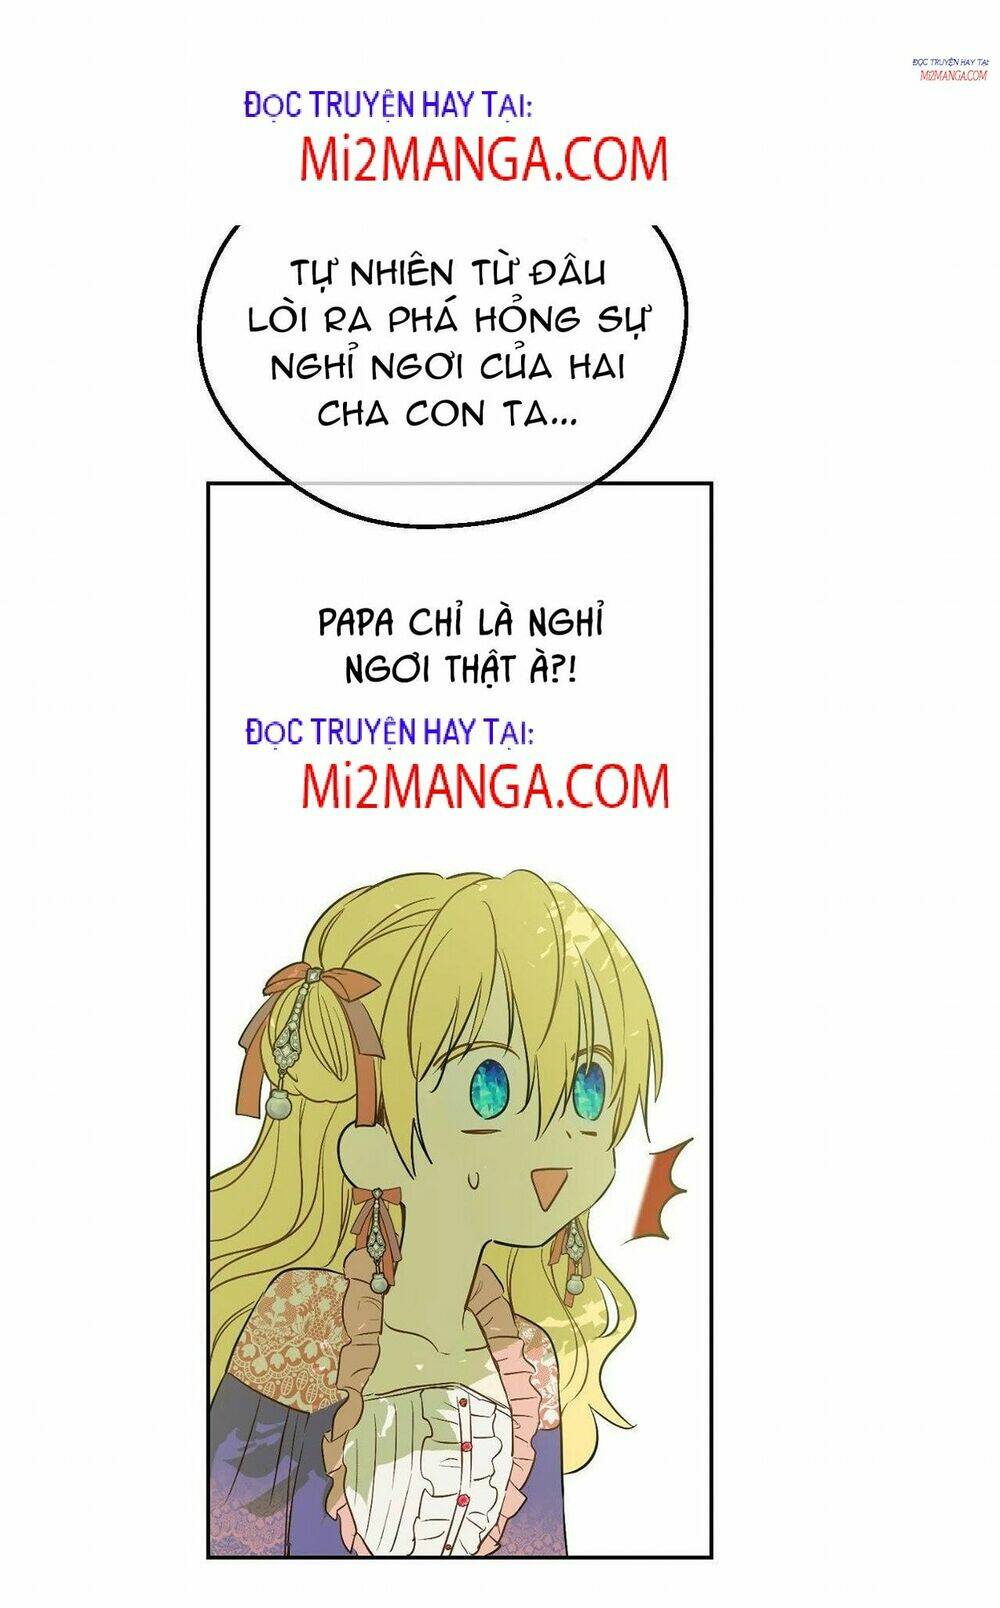 ĐỌC TRUYỆN HAY TẠI:
MI2MANGA.COM
ĐỌC TRUYỆN HAY TẠI:
Mi2MANGA.COM
TỰ NHIÊN TỪ ĐÂU
LÒI RA PHÁ HỎNG SỰ
NGHỈ NGƠI CỦA HAI
CHA CON TA...
PAPA CHỈ LÀ NGHỈ
NGƠI THẬT À?!
ĐỌC TRUYỆN HAY TẠI:
Mi2MANGA.COM